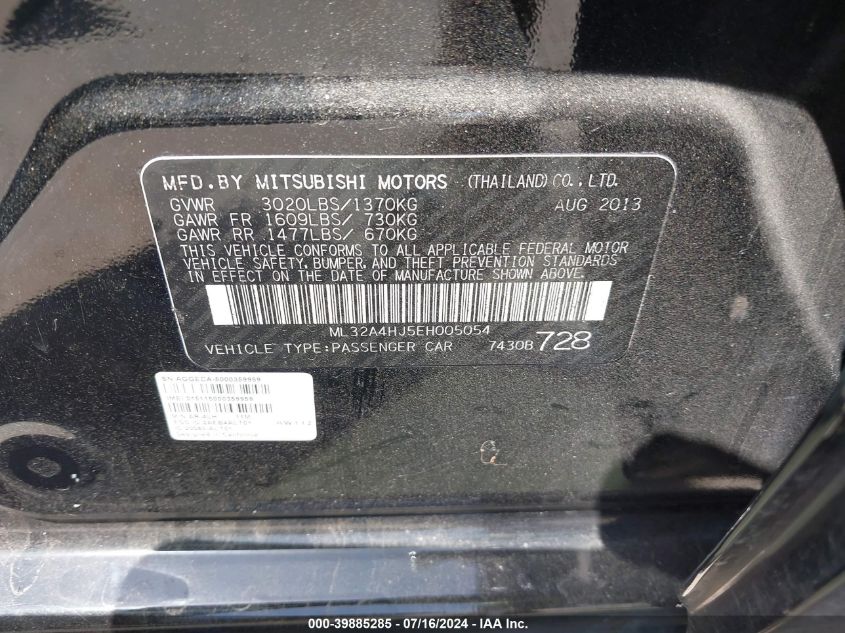 MFD.BY MITSUBISHI MOTORS (THAILAND)CO.,LTD.
GVWR 3020LBS/1370KG AUG 2013
GAWR FR 1609LBS/ 730KG
GAWR RR 1477LBS/ 670KG
THIS VEHICLE CONFORMS TO ALL APPLICABLE FEDERAL MOTOR
VEHICLE SAFETY, BUMPER, AND THEFT PREVENTION STANDARDS
IN EFFECT ON THE DATE OF MANUFACTURE SHOWN ABOVE.
ML32A4HJ5EH005054
VEHICLE TYPE:PASSENGER CAR 7430B 728
000-39885285 - 07/16/2024 - IMAGE CREDIT: IAA